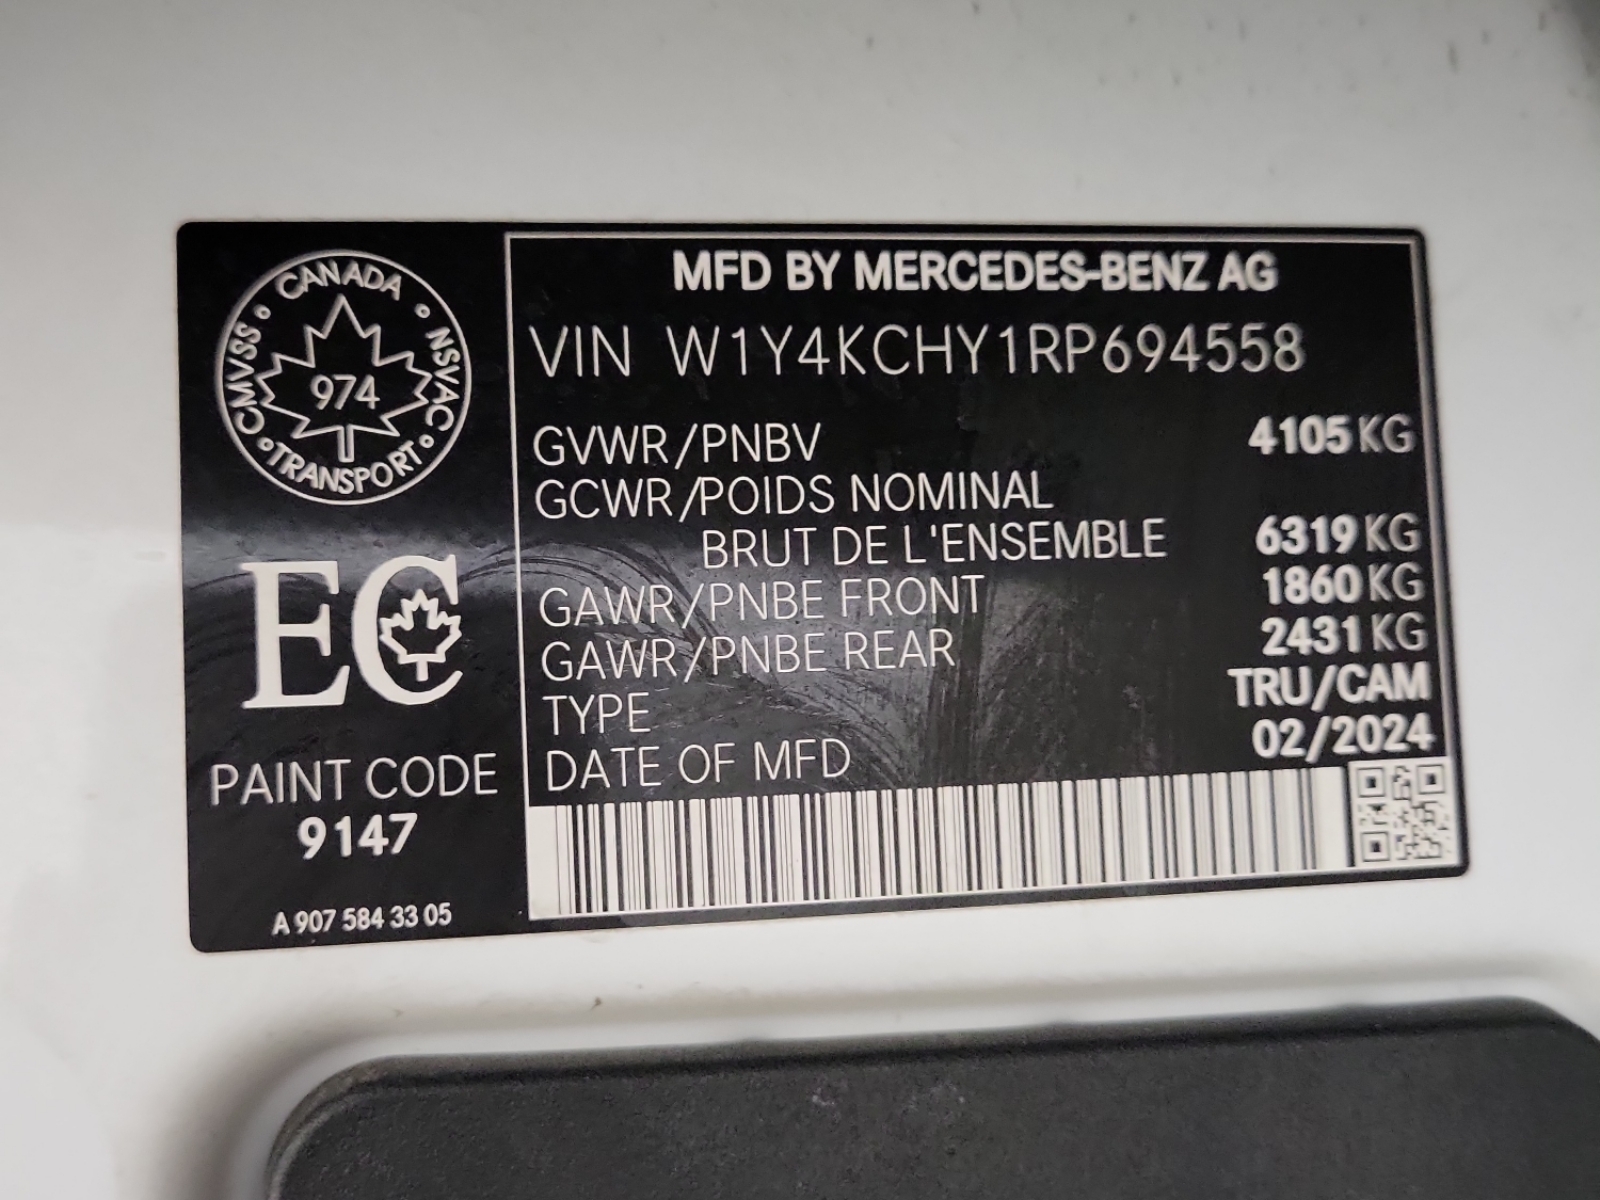 CANADA
CMVSS
NSVAC
974
TRANSPORT
EC
PAINT CODE
9147
A 907 584 33 05
MFD BY MERCEDES-BENZ AG
VIN W1Y4KCHY1RP694558
GVWR/PNBV 4105 KG
GCWR/POIDS NOMINAL
BRUT DE L'ENSEMBLE 6319 KG
GAWR/PNBE FRONT 1860 KG
GAWR/PNBE REAR 2431 KG
TYPE TRU/CAM
DATE OF MFD 02/2024